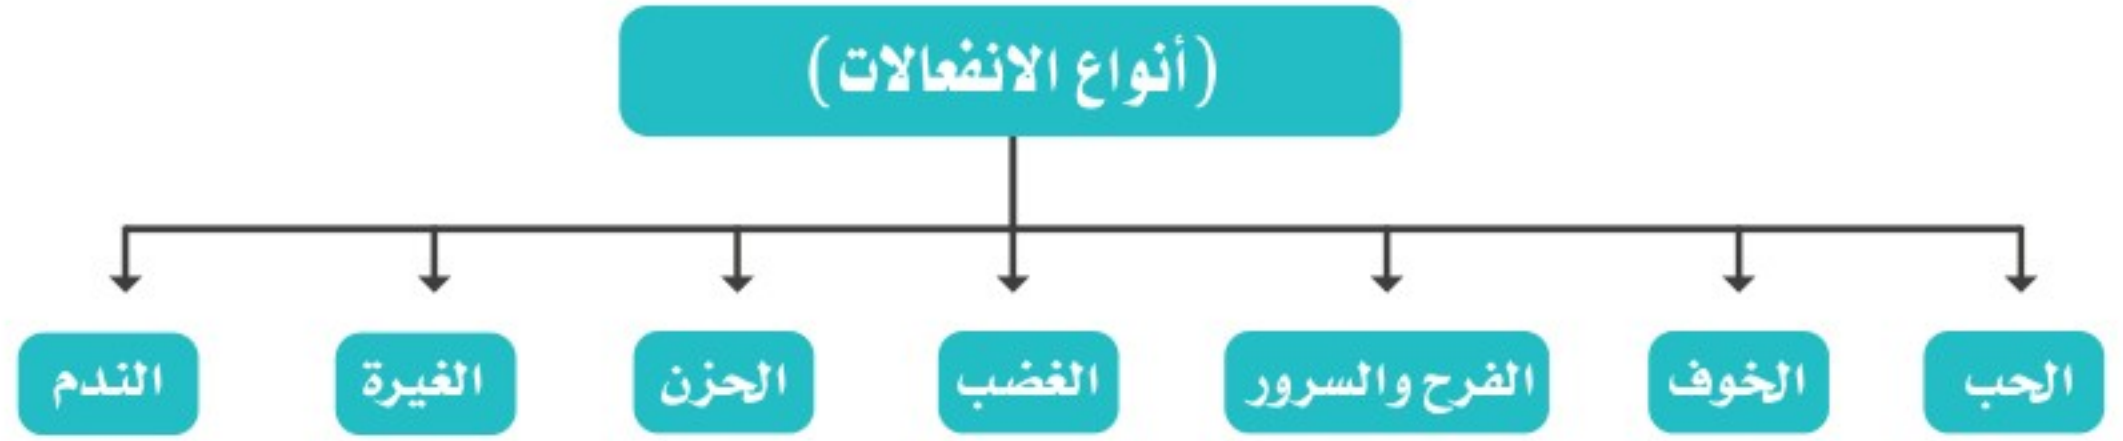 (أنواع الانفعالات)
الحب
الخوف
الفرح والسرور
الغضب
الحزن
الغيرة
الندم